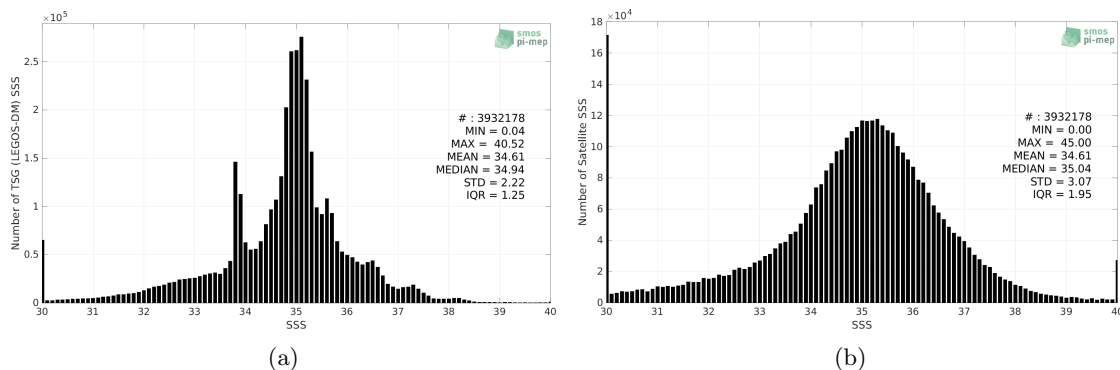 ×10⁵
2.5
2
1.5
1
0.5
0
Number of TSG (LEGOS-DM) SSS
30 31 32 33 34 35 36 37 38 39 40
SSS
smos
pi-mep
# : 3932178
MIN = 0.04
MAX = 40.52
MEAN = 34.61
MEDIAN = 34.94
STD = 2.22
IQR = 1.25
(a)
×10⁴
18
16
14
12
10
8
6
4
2
0
Number of Satellite SSS
30 31 32 33 34 35 36 37 38 39 40
SSS
smos
pi-mep
# : 3932178
MIN = 0.00
MAX = 45.00
MEAN = 34.61
MEDIAN = 35.04
STD = 3.07
IQR = 1.95
(b)